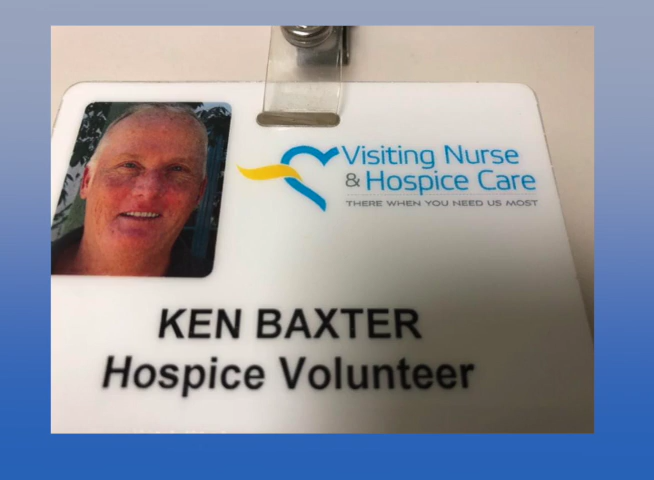 Visiting Nurse
& Hospice Care
THERE WHEN YOU NEED US MOST
KEN BAXTER
Hospice Volunteer